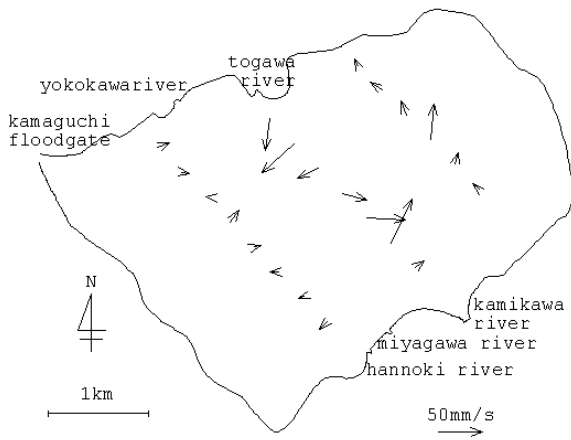 togawa
river
yokokawariver
kamaguchi
floodgate
N
kamikawa
river
miyagawa river
hannoki river
1km
50mm/s